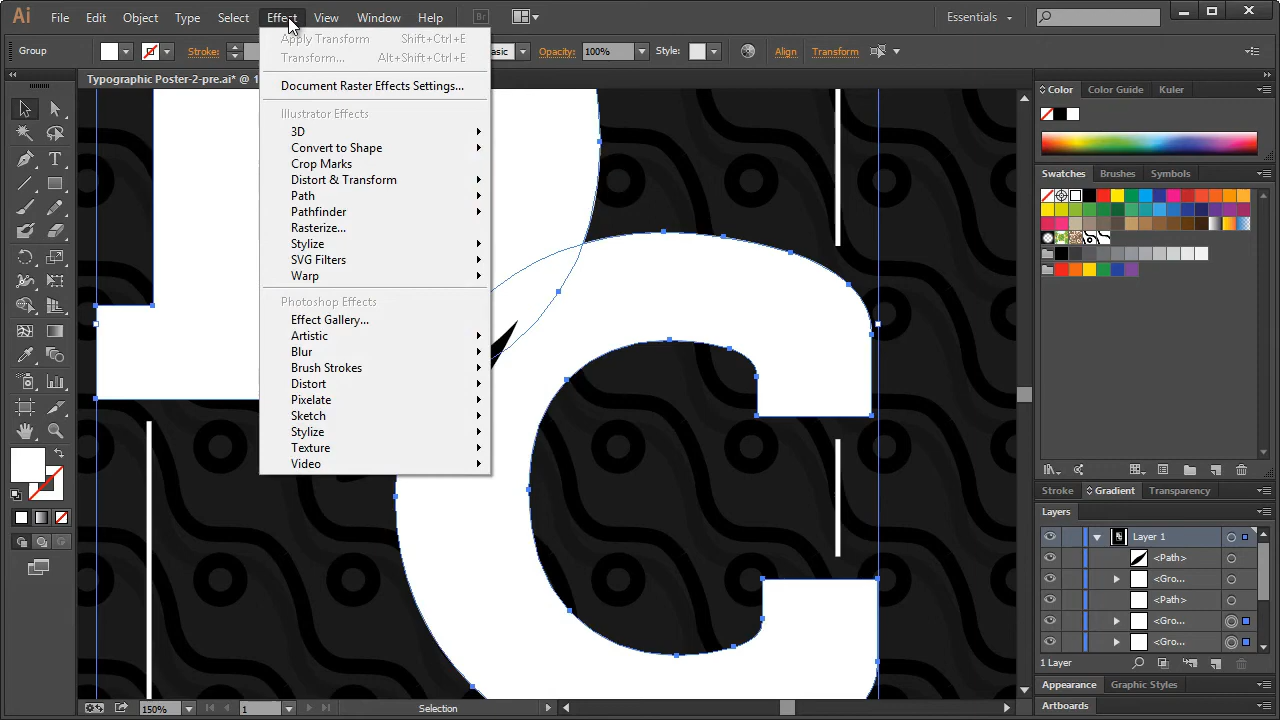 Ai File Edit Object Type Select Effect View Window Help Br Essentials
Group Stroke: Opacity: 100% Style: Align Transform
Typographic Poster-2-pre.ai* @ 1
Apply Transform Shift+Ctrl+E
Transform... Alt+Shift+Ctrl+E
Document Raster Effects Settings...
Illustrator Effects
3D
Convert to Shape
Crop Marks
Distort & Transform
Path
Pathfinder
Rasterize...
Stylize
SVG Filters
Warp
Photoshop Effects
Effect Gallery...
Artistic
Blur
Brush Strokes
Distort
Pixelate
Sketch
Stylize
Texture
Video
Color Color Guide Kuler
Swatches Brushes Symbols
Stroke Gradient Transparency
Layers
Layer 1
<Path>
<Gro...
<Path>
<Gro...
<Gro...
1 Layer
Appearance Graphic Styles
Artboards
150% 1 Selection